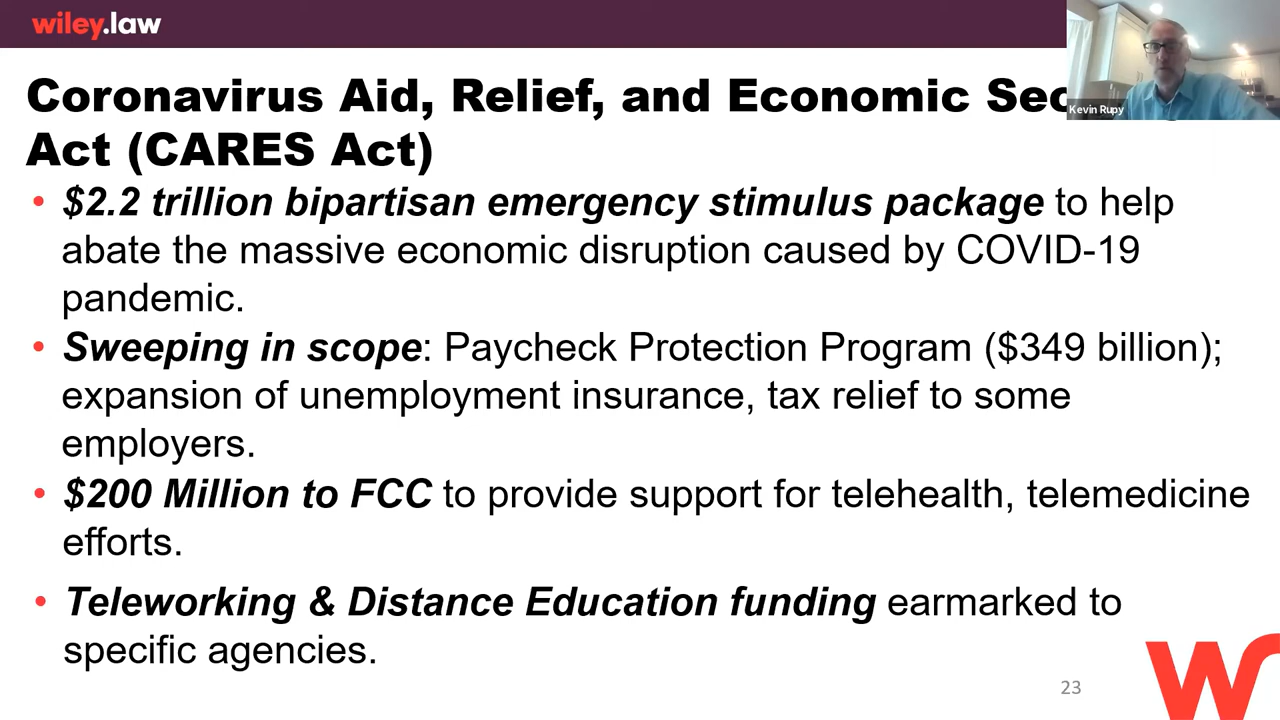 wiley.law
Kevin Rupy
Coronavirus Aid, Relief, and Economic
Act (CARES Act)
• $2.2 trillion bipartisan emergency stimulus package to help
abate the massive economic disruption caused by COVID-19
pandemic.
• Sweeping in scope: Paycheck Protection Program ($349 billion);
expansion of unemployment insurance, tax relief to some
employers.
• $200 Million to FCC to provide support for telehealth, telemedicine
efforts.
• Teleworking & Distance Education funding earmarked to
specific agencies.
23
W